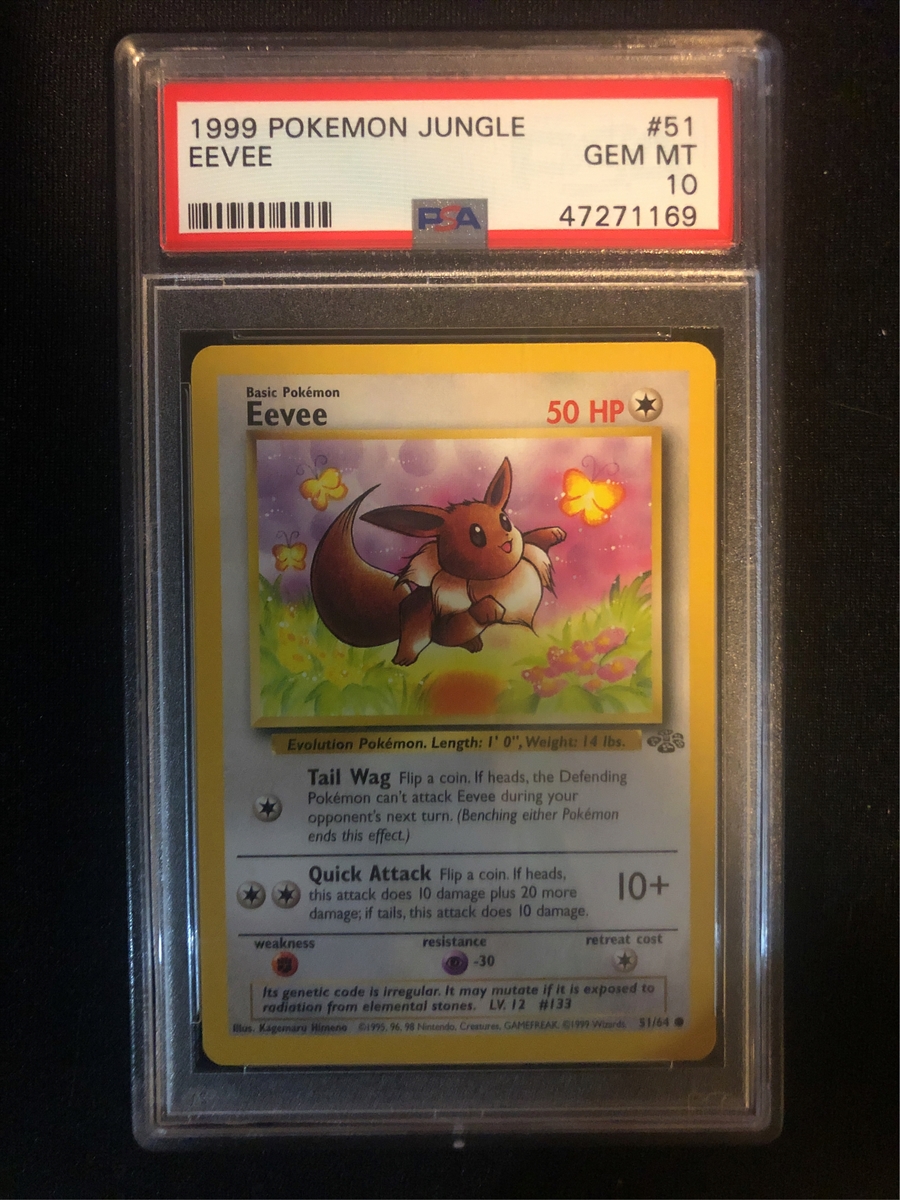 1999 POKEMON JUNGLE #51
EEVEE GEM MT
10
PSA 47271169
Basic Pokémon
Eevee 50 HP
Evolution Pokémon. Length: 1' 0", Weight: 14 lbs.
Tail Wag Flip a coin. If heads, the Defending
Pokémon can't attack Eevee during your
opponent's next turn. (Benching either Pokémon
ends this effect.)
Quick Attack Flip a coin. If heads,
this attack does 10 damage plus 20 more
damage; if tails, this attack does 10 damage.
10+
weakness resistance retreat cost
-30
Its genetic code is irregular. It may mutate if it is exposed to
radiation from elemental stones. LV. 12 #133
Illus. Kagemaru Himeno ©1995, 96, 98 Nintendo, Creatures, GAMEFREAK. ©1999 Wizards. 51/64